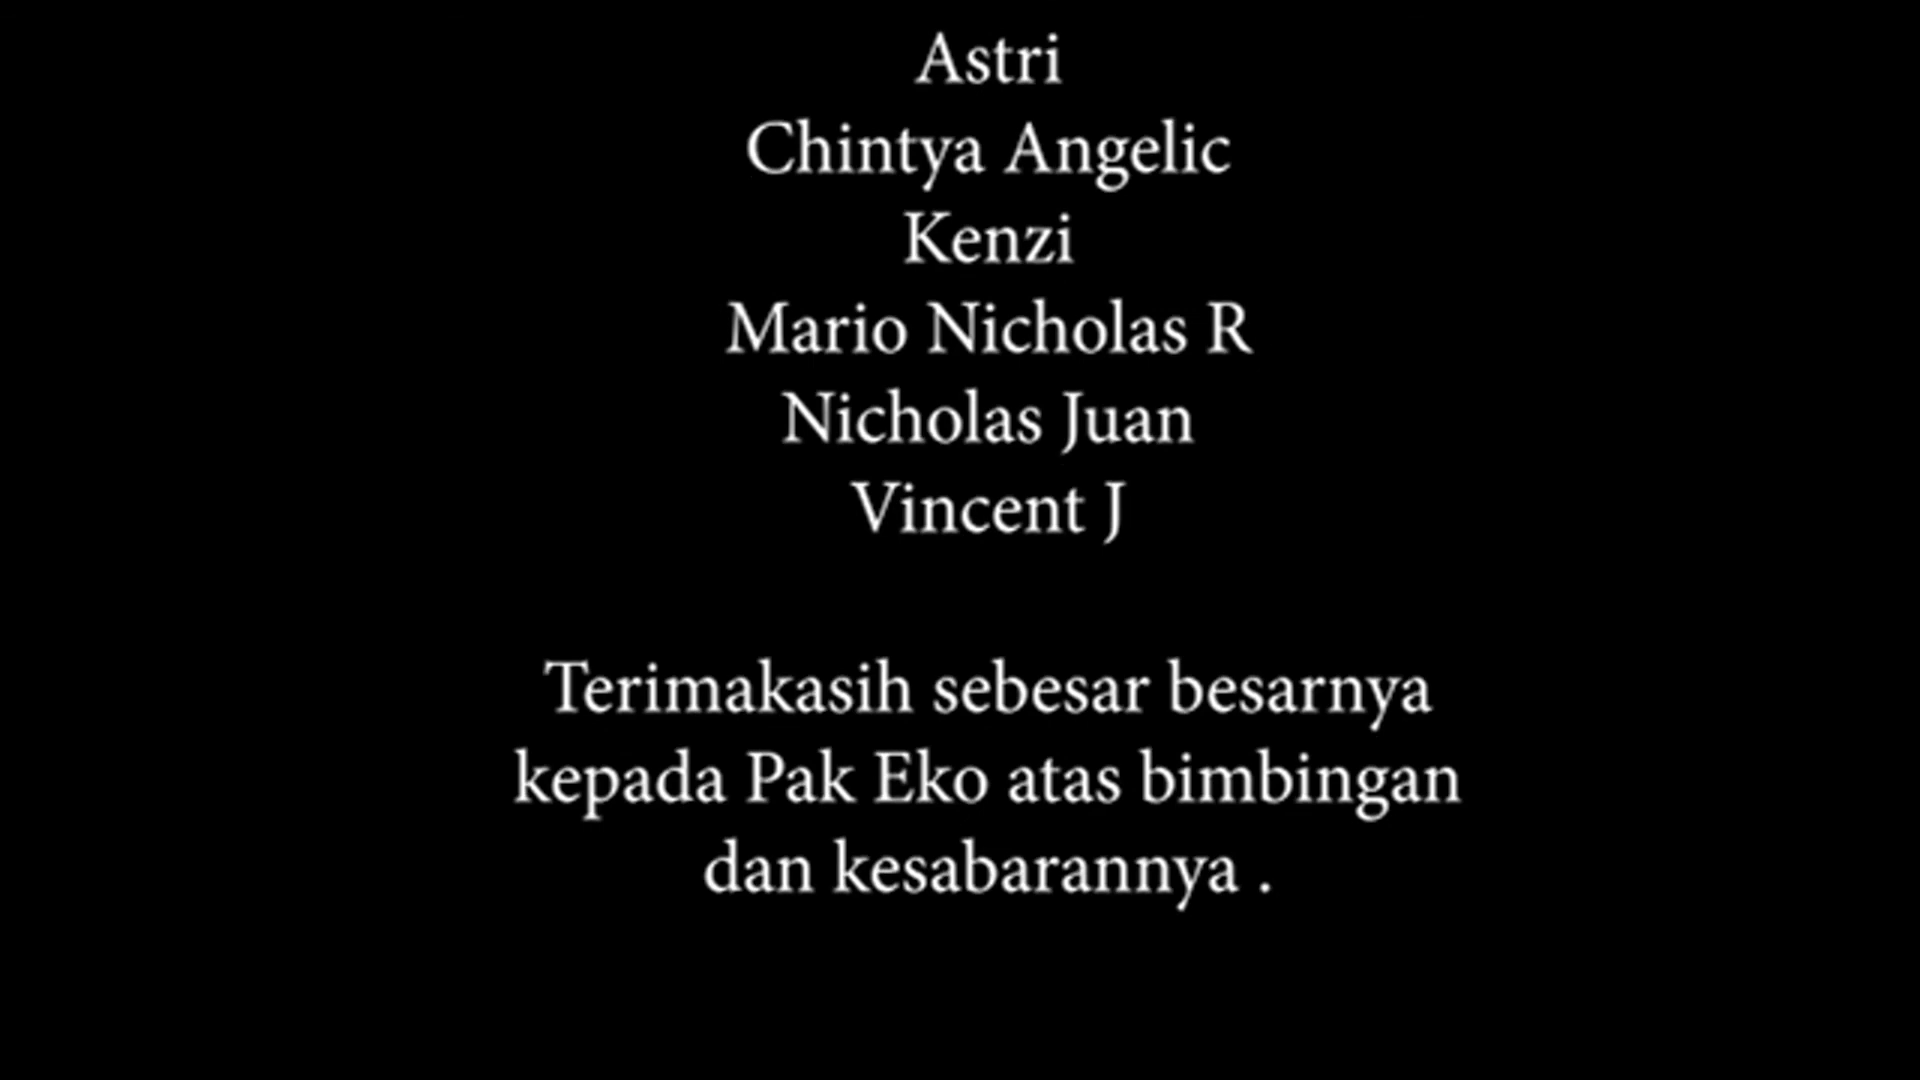 Astri
Chintya Angelic
Kenzi
Mario Nicholas R
Nicholas Juan
Vincent J
Terimakasih sebesar besarnya
kepada Pak Eko atas bimbingan
dan kesabarannya .